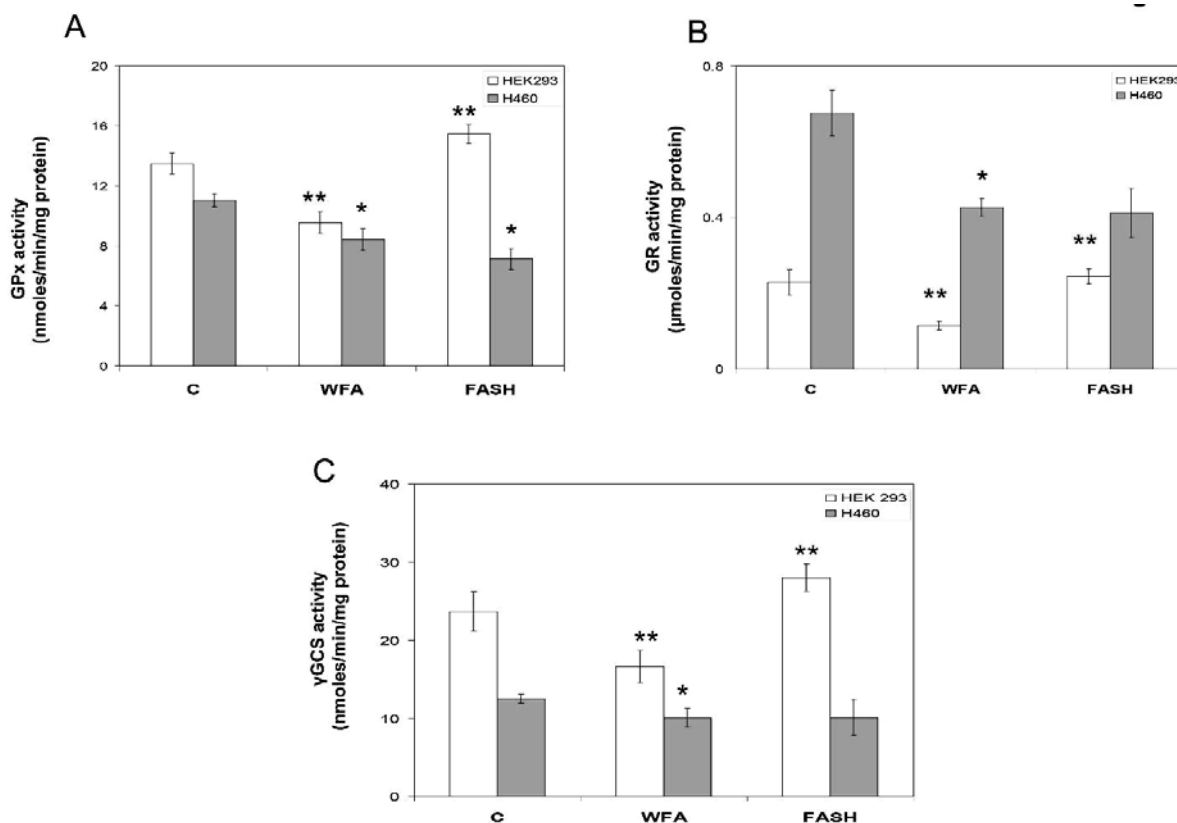 A
GPx activity
(nmoles/min/mg protein)
20
16
12
8
4
0
HEK293
H460
**
*
**
*
C WFA FASH
B
GR activity
(µmoles/min/mg protein)
0.8
0.4
0
HEK293
H460
*
**
**
C WFA FASH
C
γGCS activity
(nmoles/min/mg protein)
40
30
20
10
0
HEK 293
H460
**
*
**
C WFA FASH